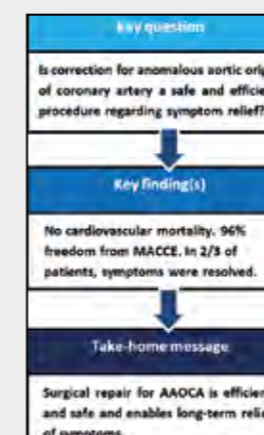 Key question
Is correction for anomalous aortic orig
of coronary artery a safe and efficie
procedure regarding symptom relief?
Key finding(s)
No cardiovascular mortality. 96%
freedom from MACCE. In 2/3 of
patients, symptoms were resolved.
Take-home message
Surgical repair for AAOCA is efficien
and safe and enables long-term relie
of symptoms.